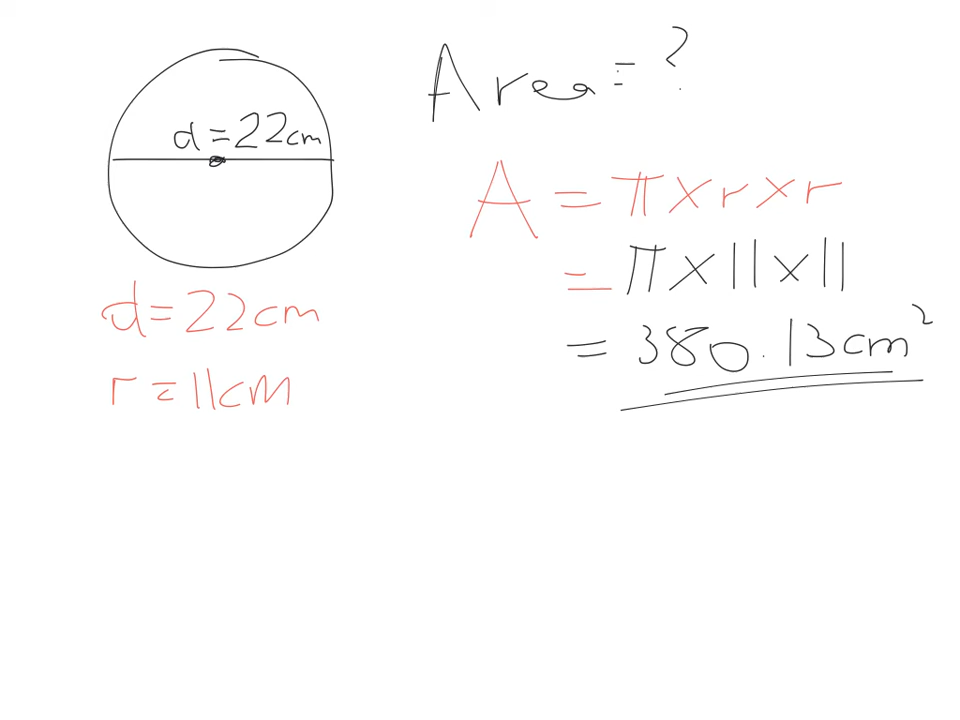 Area = ?
d = 22cm
A = π × r × r
= π × 11 × 11
d = 22cm
= 380.13cm²
r = 11cm